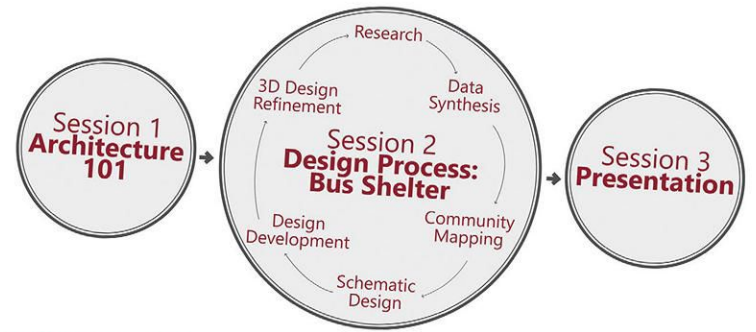 Session 1
Architecture
101
Research
Data
Synthesis
Community
Mapping
Schematic
Design
Design
Development
3D Design
Refinement
Session 2
Design Process:
Bus Shelter
Session 3
Presentation